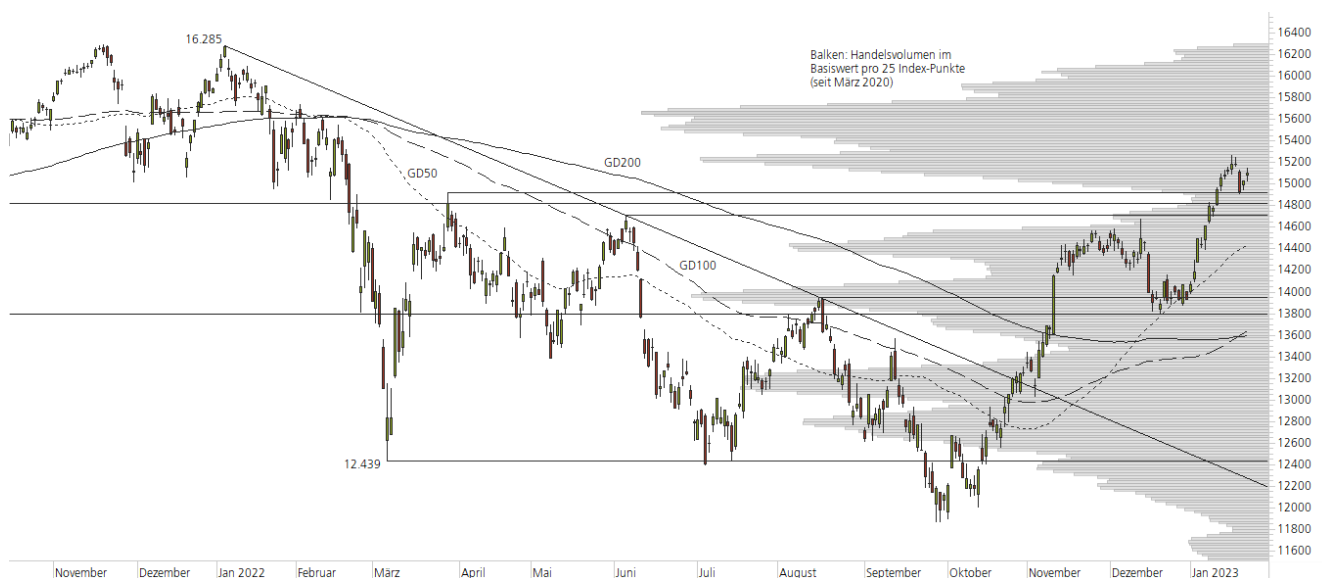 16.285
Balken: Handelsvolumen im
Basiswert pro 25 Index-Punkte
(seit März 2020)
GD50
GD200
GD100
12.439
16400
16200
16000
15800
15600
15400
15200
15000
14800
14600
14400
14200
14000
13800
13600
13400
13200
13000
12800
12600
12400
12200
12000
11800
11600
November
Dezember
Jan 2022
Februar
März
April
Mai
Juni
Juli
August
September
Oktober
November
Dezember
Jan 2023